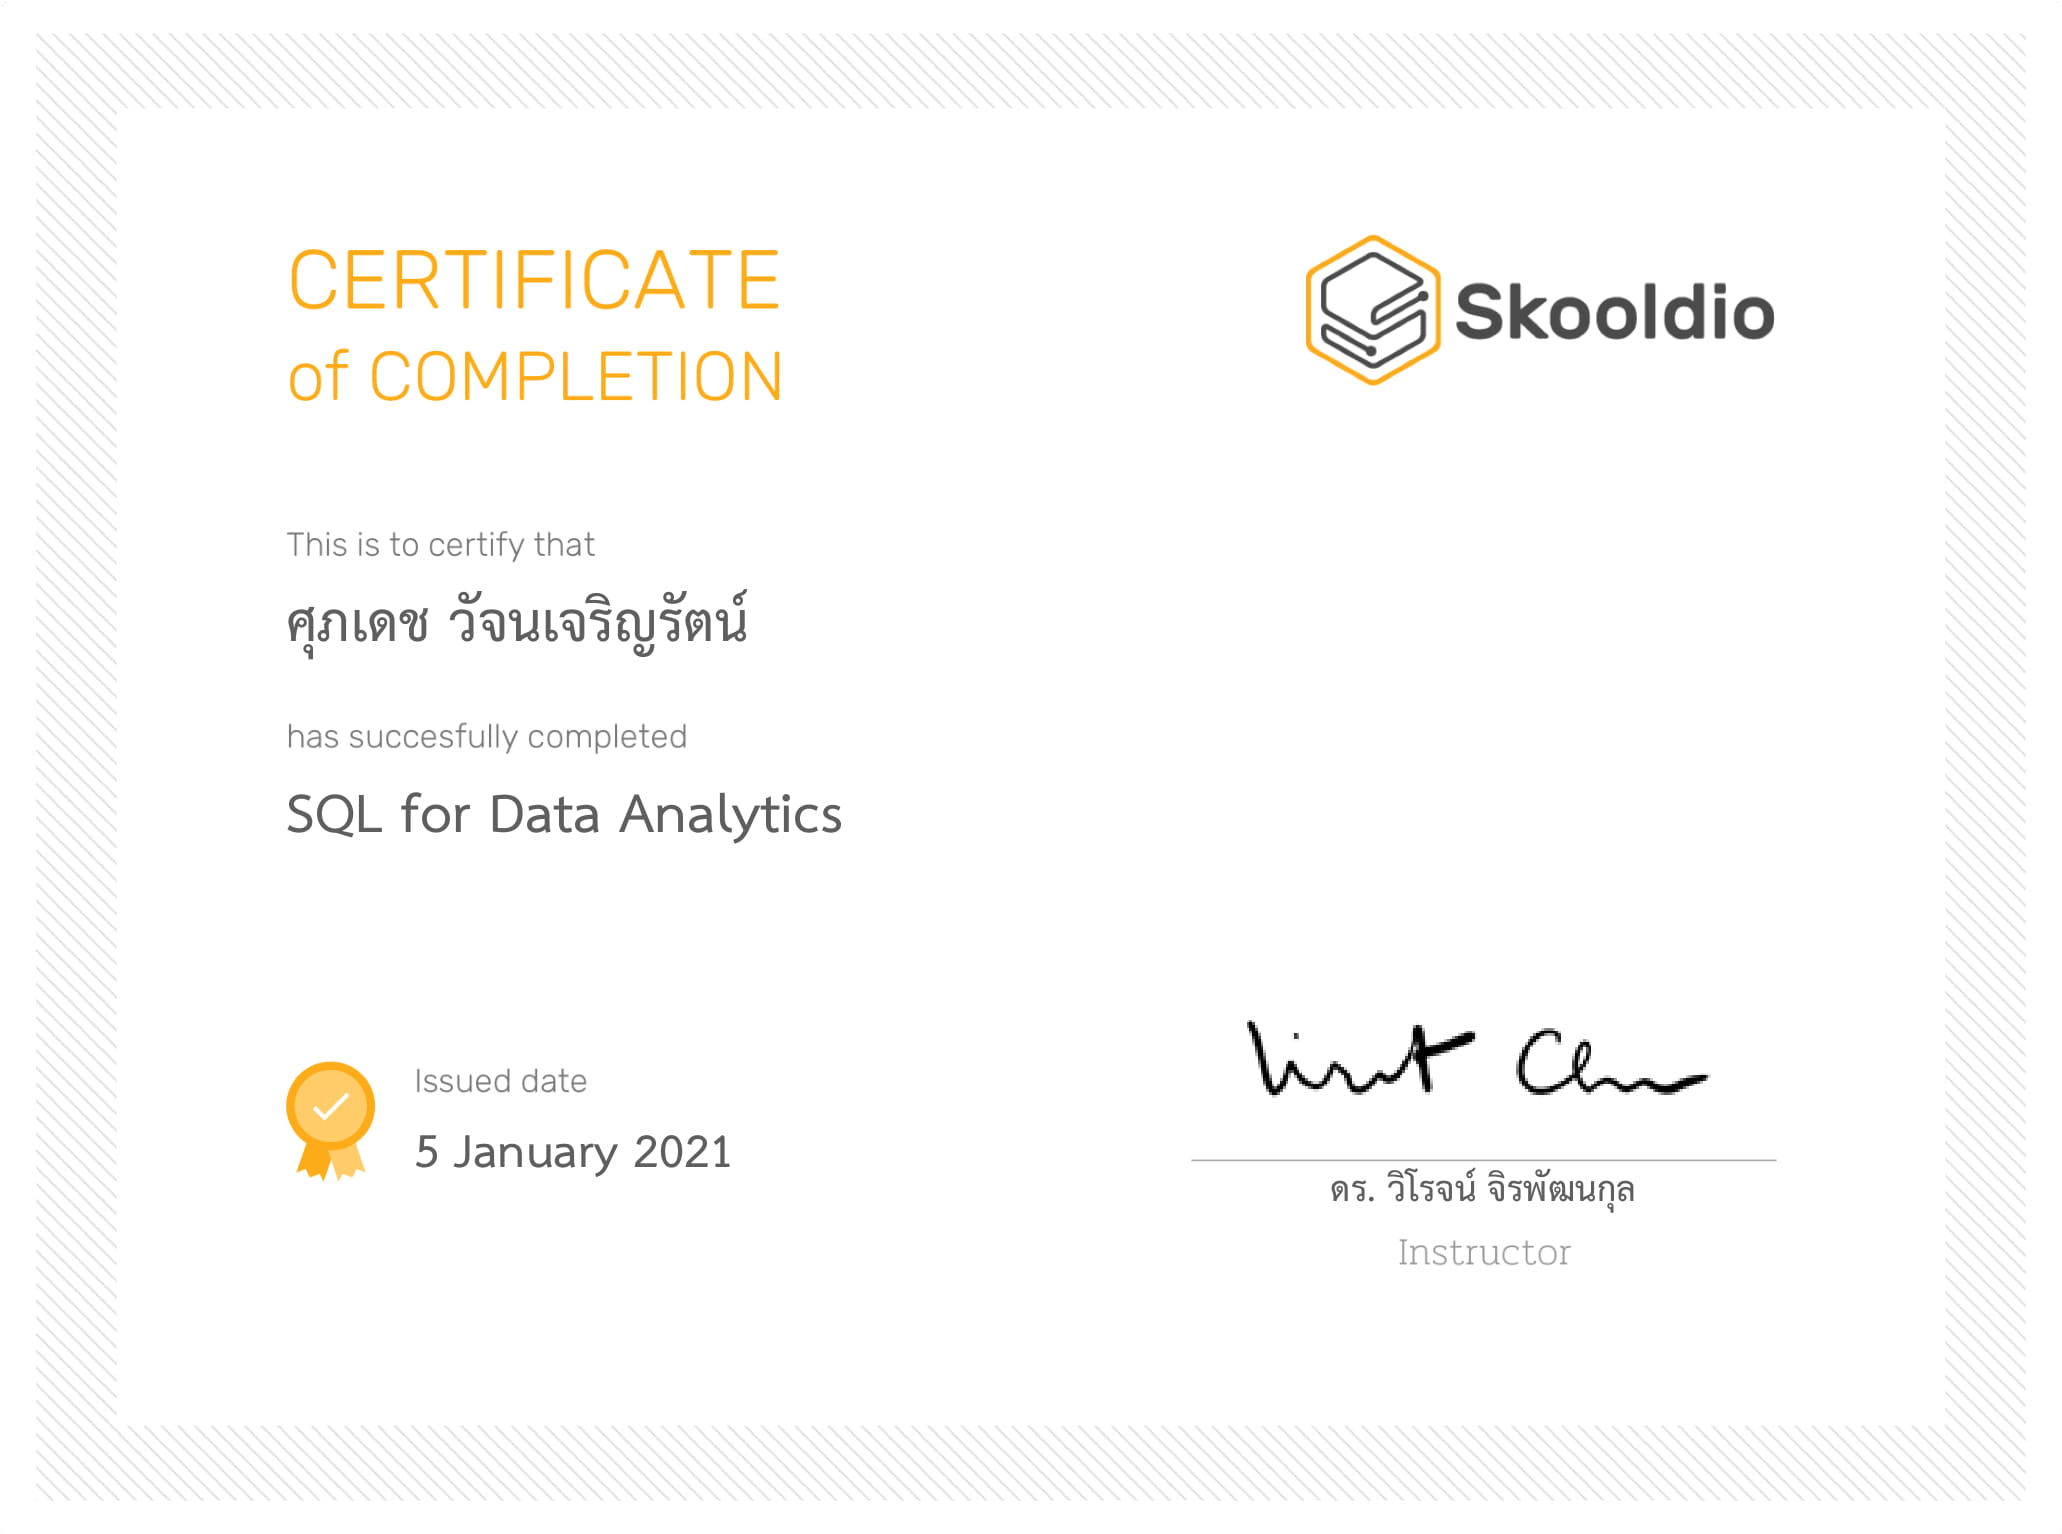 CERTIFICATE
of COMPLETION
Skooldio
This is to certify that
ศุภเดช วัจนเจริญรัตน์
has succesfully completed
SQL for Data Analytics
Issued date
5 January 2021
ดร. วิโรจน์ จิรพัฒนกุล
Instructor